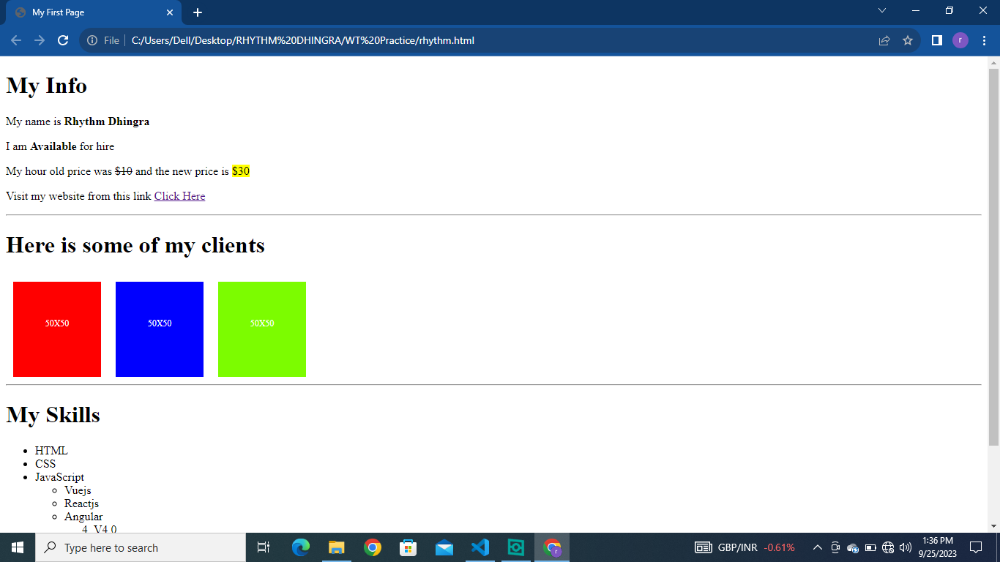 My First Page
File
C:/Users/Dell/Desktop/RHYTHM%20DHINGRA/WT%20Practice/rhythm.html
r
My Info
My name is Rhythm Dhingra
I am Available for hire
My hour old price was $10 and the new price is $30
Visit my website from this link Click Here
Here is some of my clients
50X50 50X50 50X50
My Skills
HTML
CSS
JavaScript
Vuejs
Reactjs
Angular
4. V4.0
Type here to search
r
GBP/INR -0.61%
1:36 PM
9/25/2023